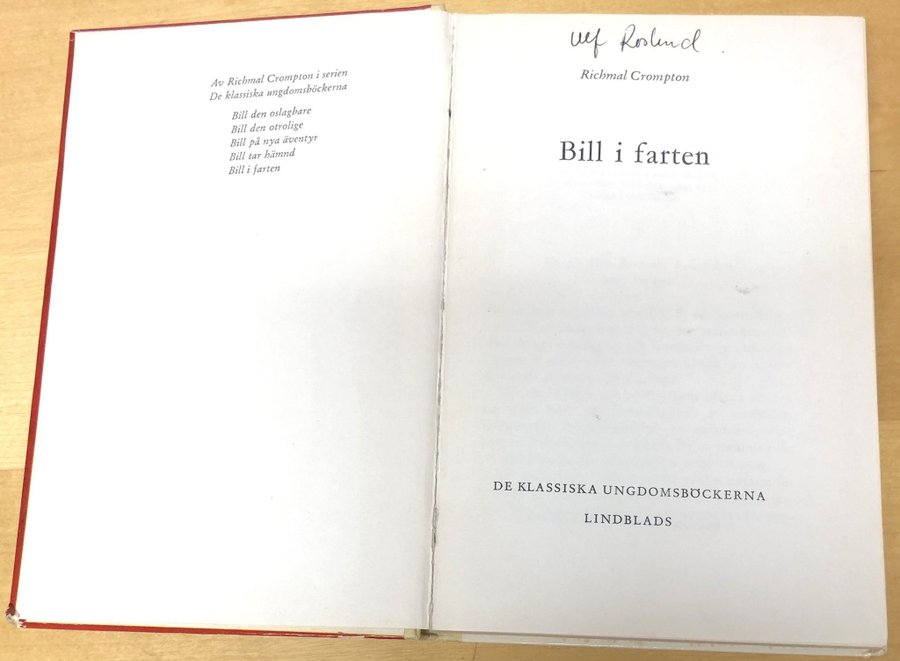 Av Richmal Crompton i serien
De klassiska ungdomsböckerna
Bill den oslagbare
Bill den otrolige
Bill på nya äventyr
Bill tar hämnd
Bill i farten
Ulf Roslund
Richmal Crompton
Bill i farten
DE KLASSISKA UNGDOMSBÖCKERNA
LINDBLADS